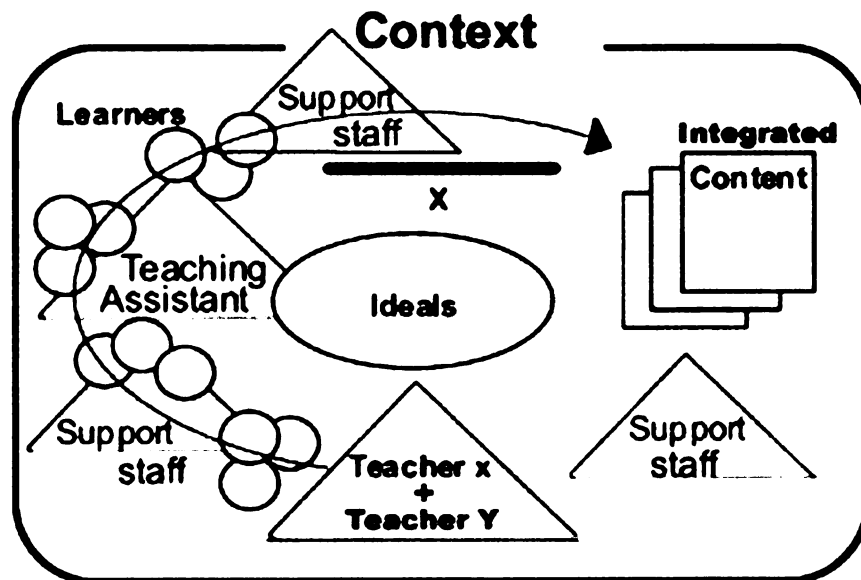 Context
Learners
Support
staff
Integrated
Content
X
Teaching
Assistant
Ideals
Support
staff
Teacher x
+
Teacher Y
Support
staff